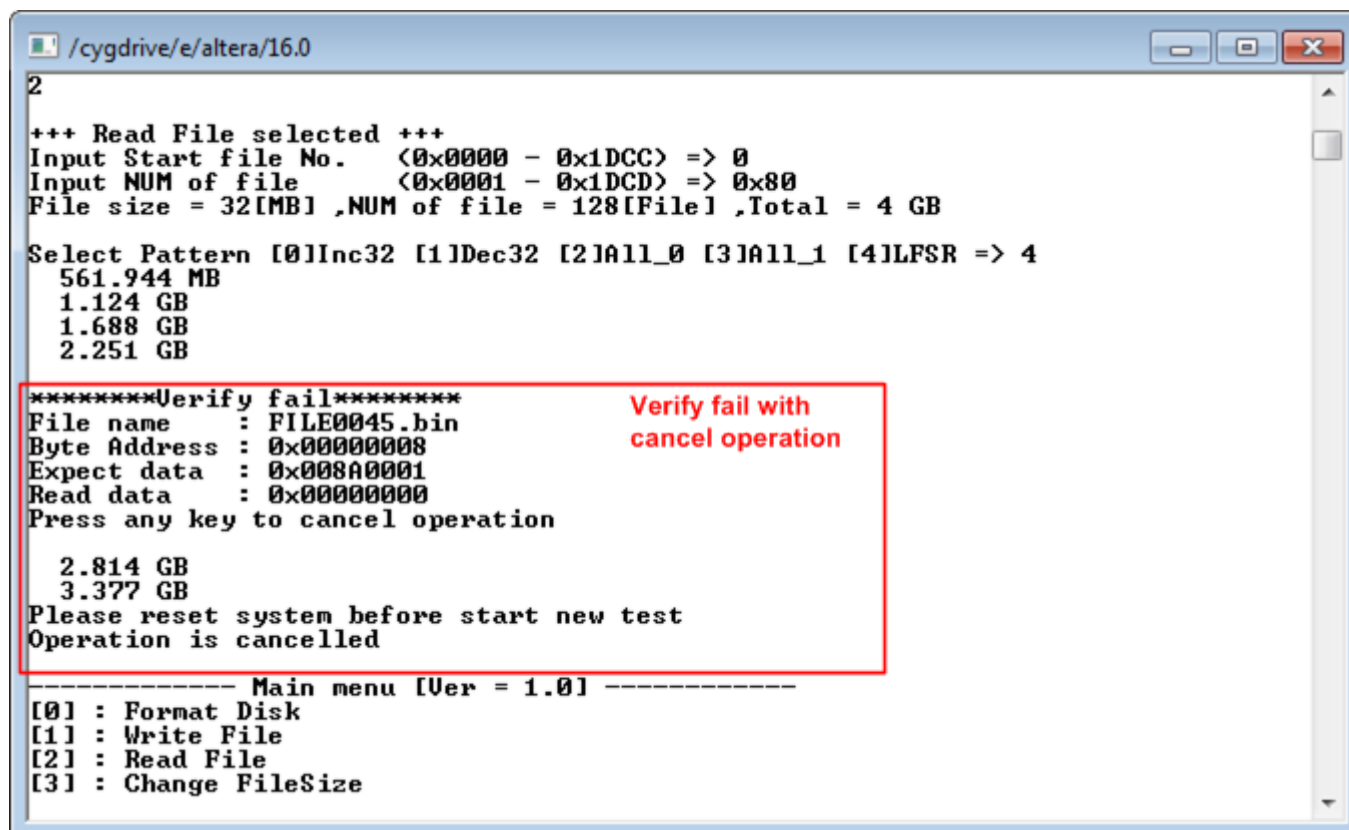 /cygdrive/e/altera/16.0
2
+++ Read File selected +++
Input Start file No.   (0x0000 - 0x1DCC) => 0
Input NUM of file      (0x0001 - 0x1DCD) => 0x80
File size = 32[MB] ,NUM of file = 128[File] ,Total = 4 GB
Select Pattern [0]Inc32 [1]Dec32 [2]All_0 [3]All_1 [4]LFSR => 4
561.944 MB
1.124 GB
1.688 GB
2.251 GB
********Verify fail********
Verify fail with
cancel operation
File name    : FILE0045.bin
Byte Address : 0x00000008
Expect data  : 0x008A0001
Read data    : 0x00000000
Press any key to cancel operation
2.814 GB
3.377 GB
Please reset system before start new test
Operation is cancelled
------------- Main menu [Ver = 1.0] ------------
[0] : Format Disk
[1] : Write File
[2] : Read File
[3] : Change FileSize